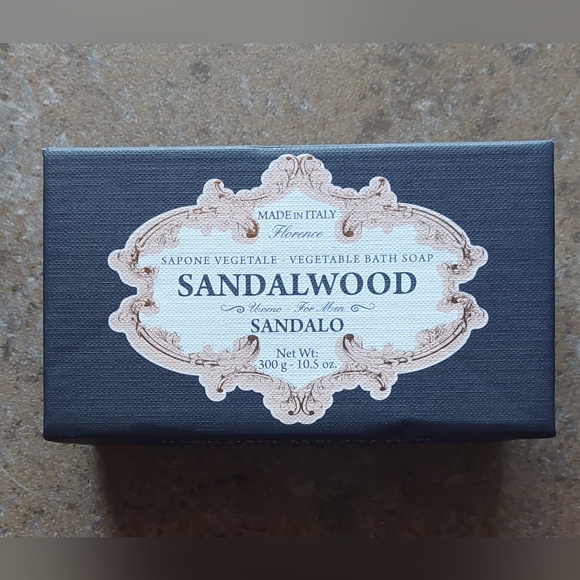 MADE IN ITALY
Florence
SAPONE VEGETALE - VEGETABLE BATH SOAP
SANDALWOOD
Uomo - For Men
SANDALO
Net Wt:
300 g - 10.5 oz.